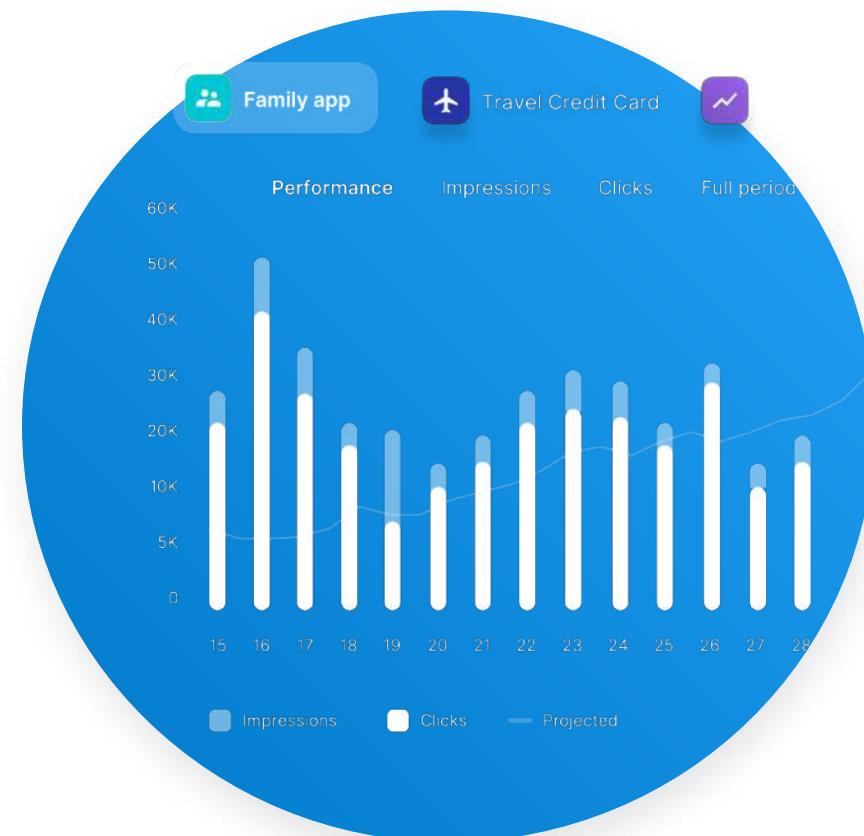 Family app Travel Credit Card
Performance Impressions Clicks Full period
60K
50K
40K
30K
20K
10K
5K
0
15 16 17 18 19 20 21 22 23 24 25 26 27 28
Impressions Clicks Projected